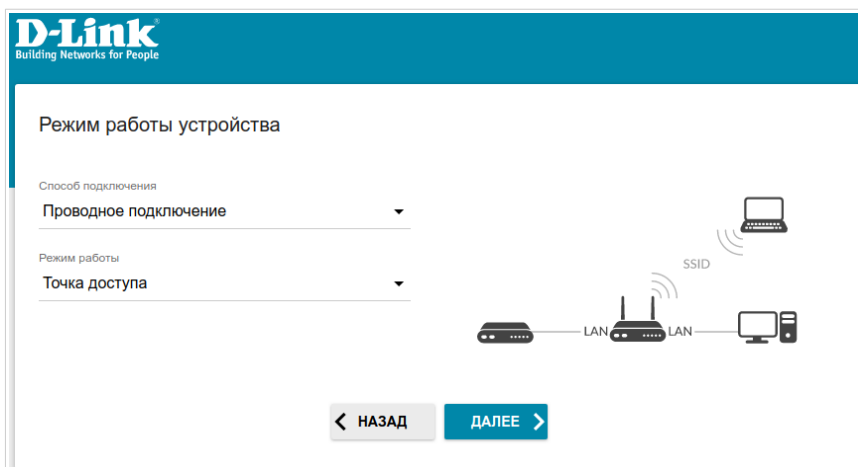 D-Link
Building Networks for People
Режим работы устройства
Способ подключения
Проводное подключение
Режим работы
Точка доступа
SSID
LAN
LAN
НАЗАД
ДАЛЕЕ